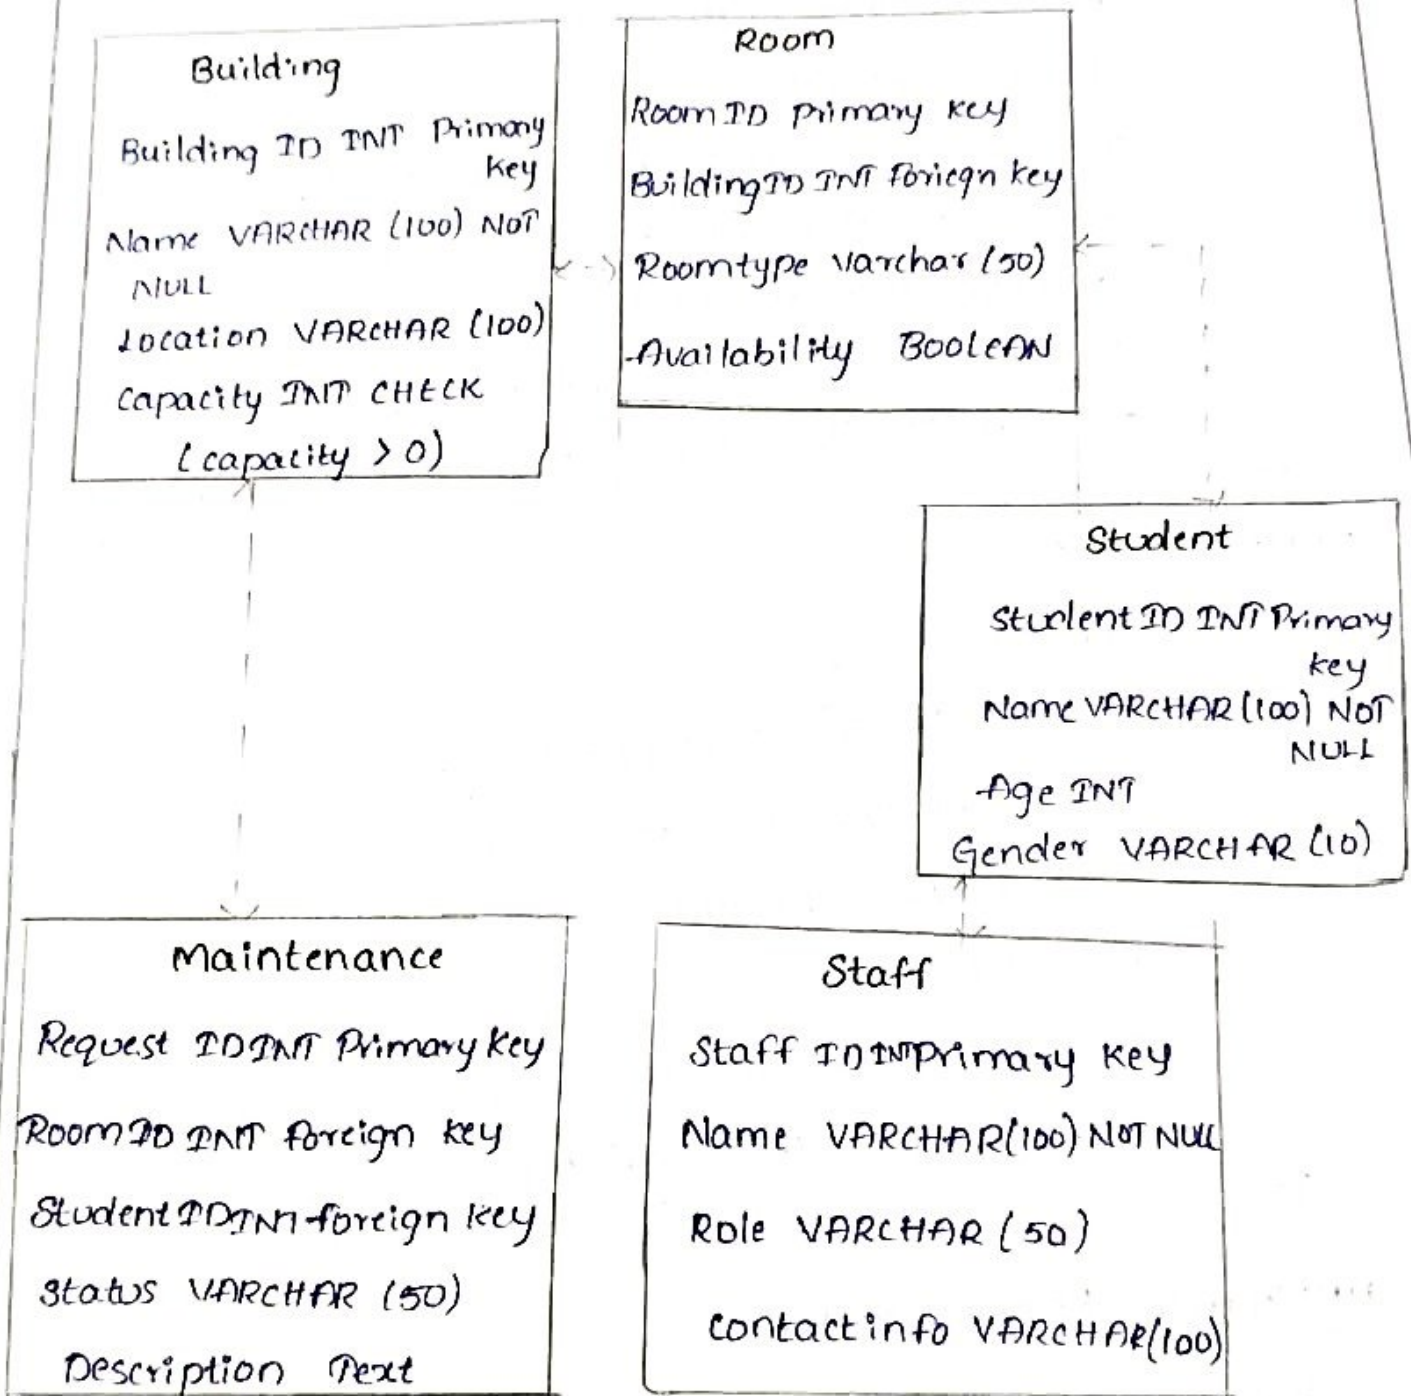 Building
Building ID INT Primary
Key
Name VARCHAR (100) NOT
NULL
Location VARCHAR (100)
Capacity INT CHECK
(capacity > 0)
Room
Room ID primary key
Building ID INT Foriegn key
Roomtype Varchar (50)
Availability BOOLEAN
Student
Student ID INT Primary
key
Name VARCHAR (100) NOT
NULL
Age INT
Gender VARCHAR (10)
Maintenance
Request ID INT Primary Key
Room ID INT foreign key
Student ID INT foreign key
Status VARCHAR (50)
Description Text
Staff
Staff ID INT Primary Key
Name VARCHAR(100) NOT NULL
Role VARCHAR (50)
contact info VARCHAR(100)